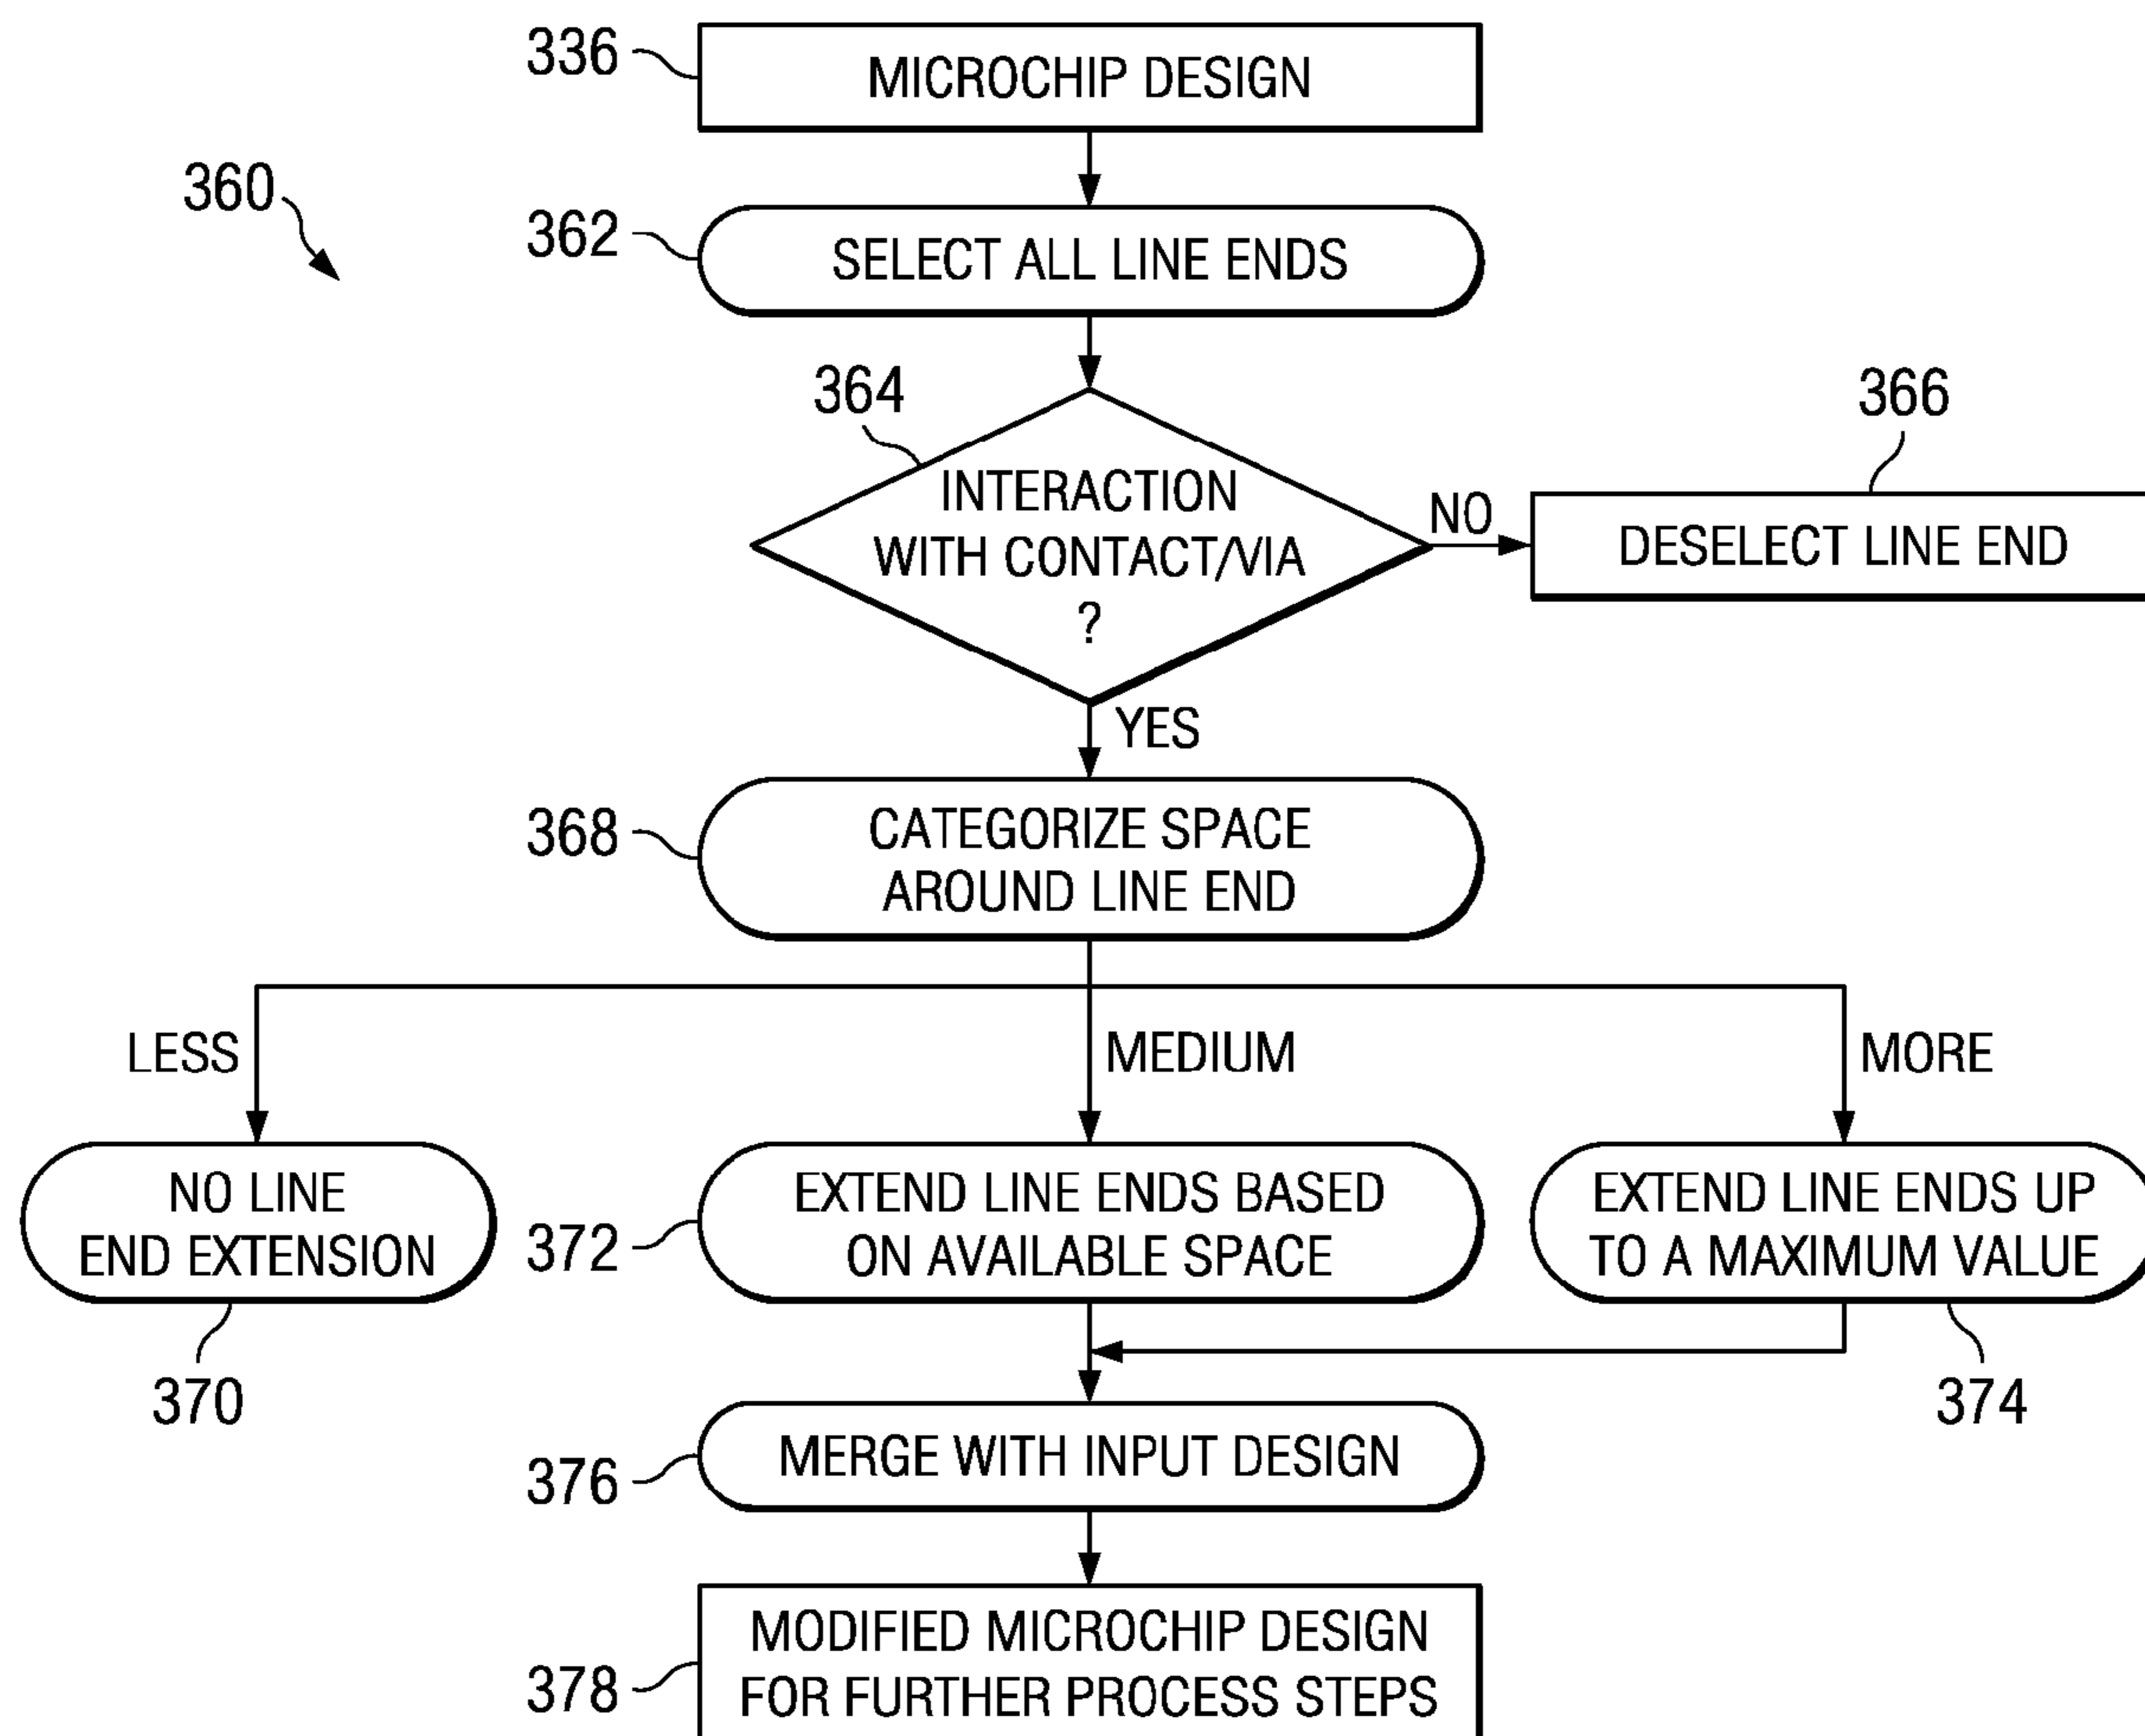 336
MICROCHIP DESIGN
360
362
SELECT ALL LINE ENDS
364
366
INTERACTION
WITH CONTACT/VIA
?
NO
DESELECT LINE END
YES
368
CATEGORIZE SPACE
AROUND LINE END
LESS
MEDIUM
MORE
NO LINE
END EXTENSION
370
372
EXTEND LINE ENDS BASED
ON AVAILABLE SPACE
EXTEND LINE ENDS UP
TO A MAXIMUM VALUE
374
376
MERGE WITH INPUT DESIGN
378
MODIFIED MICROCHIP DESIGN
FOR FURTHER PROCESS STEPS